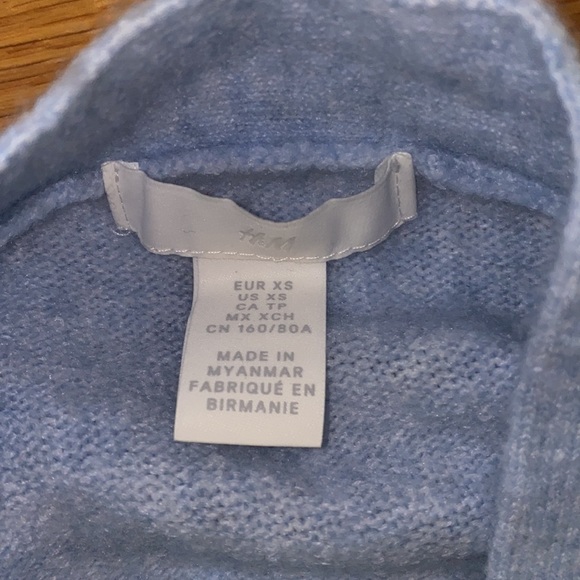 H&M
EUR XS
US XS
CA TP
MX XCH
CN 160/80A
MADE IN
MYANMAR
FABRIQUÉ EN
BIRMANIE